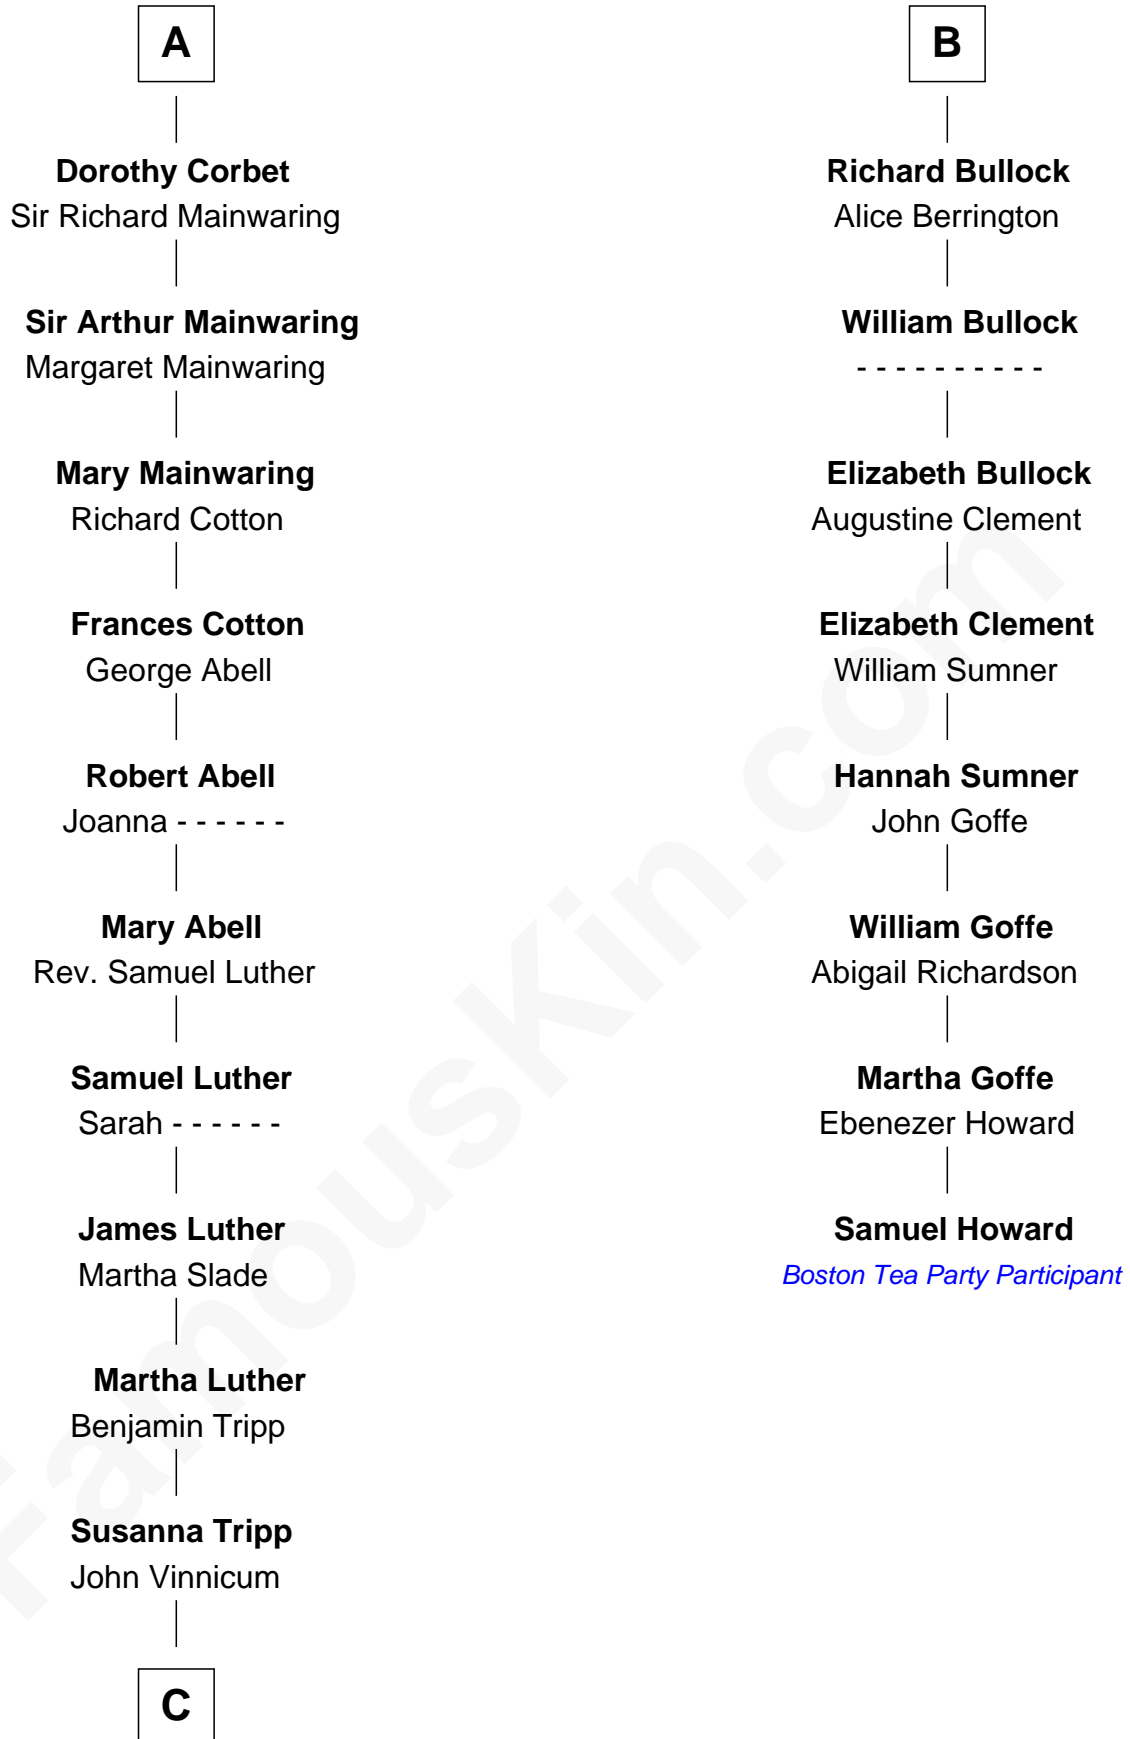 A
Dorothy Corbet
Sir Richard Mainwaring
Sir Arthur Mainwaring
Margaret Mainwaring
Mary Mainwaring
Richard Cotton
Frances Cotton
George Abell
Robert Abell
Joanna - - - - - -
Mary Abell
Rev. Samuel Luther
Samuel Luther
Sarah - - - - - -
James Luther
Martha Slade
Martha Luther
Benjamin Tripp
Susanna Tripp
John Vinnicum
C
B
Richard Bullock
Alice Berrington
William Bullock
- - - - - - - - - -
Elizabeth Bullock
Augustine Clement
Elizabeth Clement
William Sumner
Hannah Sumner
John Goffe
William Goffe
Abigail Richardson
Martha Goffe
Ebenezer Howard
Samuel Howard
Boston Tea Party Participant
FamousKin.com